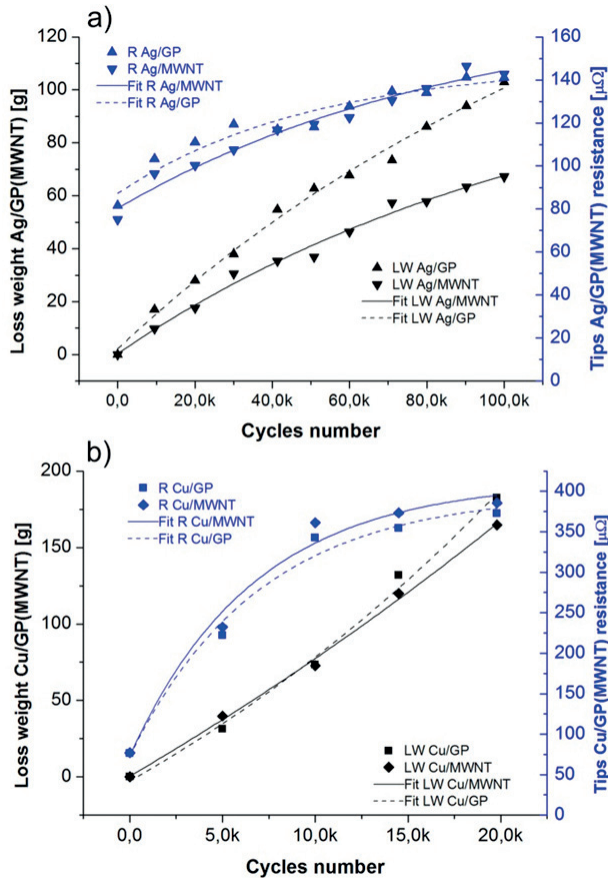 a)
120
100
80
60
40
20
0
Loss weight Ag/GP(MWNT) [g]
R Ag/GP
R Ag/MWNT
Fit R Ag/MWNT
Fit R Ag/GP
LW Ag/GP
LW Ag/MWNT
Fit LW Ag/MWNT
Fit LW Ag/GP
160
140
120
100
80
60
40
20
0
Tips Ag/GP(MWNT) resistance [µΩ]
0,0 20,0k 40,0k 60,0k 80,0k 100,0k
Cycles number
b)
200
150
100
50
0
Loss weight Cu/GP(MWNT) [g]
R Cu/GP
R Cu/MWNT
Fit R Cu/MWNT
Fit R Cu/GP
LW Cu/GP
LW Cu/MWNT
Fit LW Cu/MWNT
Fit LW Cu/GP
400
350
300
250
200
150
100
50
0
Tips Cu/GP(MWNT) resistance [µΩ]
0,0 5,0k 10,0k 15,0k 20,0k
Cycles number